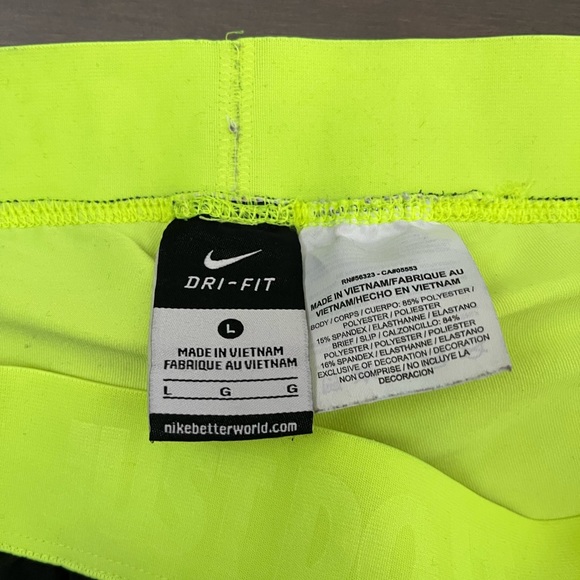 DRI-FIT
L
MADE IN VIETNAM
FABRIQUE AU VIETNAM
L G G
nikebetterworld.com
RN#56323 - CA#05553
MADE IN VIETNAM/FABRIQUE AU
VIETNAM/HECHO EN VIETNAM
BODY / CORPS / CUERPO: 85% POLYESTER /
POLYESTER / POLIESTER
15% SPANDEX / ELASTHANNE / ELASTANO
BRIEF / SLIP / CALZONCILLO: 84%
POLYESTER / POLYESTER / POLIESTER
16% SPANDEX / ELASTHANNE / ELASTANO
EXCLUSIVE OF DECORATION / DECORATION
NON COMPRISE / NO INCLUYE LA
DECORACION
JUST DO